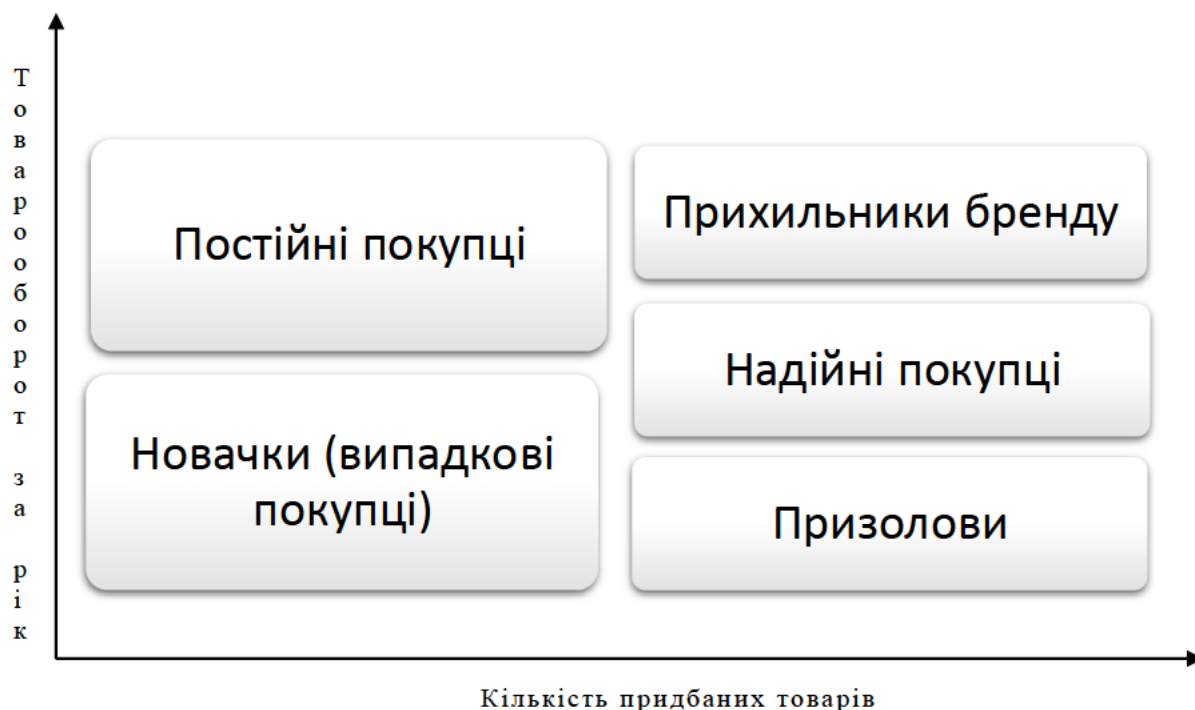 Товарооборот за рік
Постійні покупці
Прихильники бренду
Надійні покупці
Новачки (випадкові
покупці)
Призолови
Кількість придбаних товарів